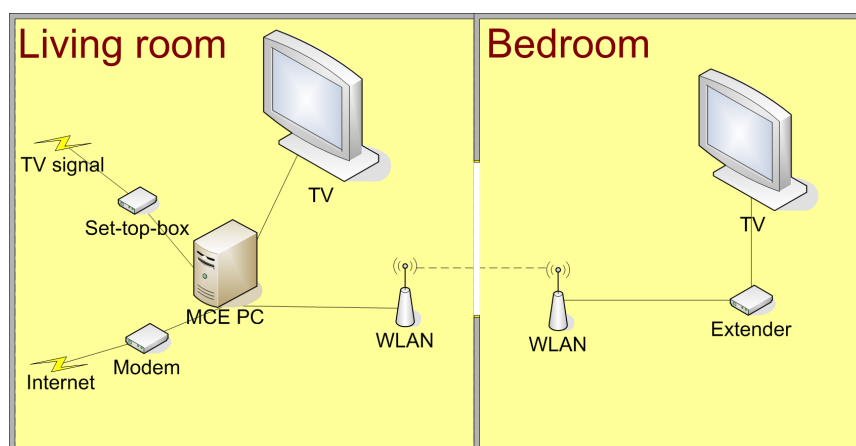 Living room
Bedroom
TV signal
TV
Set-top-box
TV
MCE PC
WLAN
WLAN
Extender
Modem
Internet